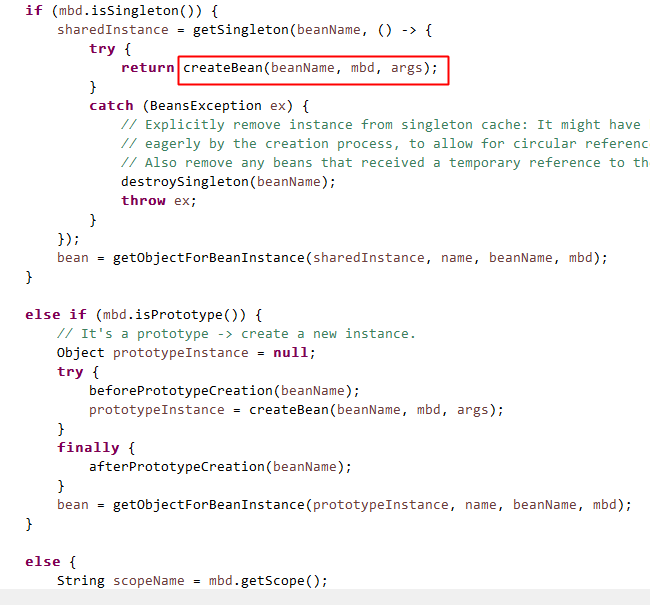 if (mbd.isSingleton()) {
sharedInstance = getSingleton(beanName, () -> {
try {
return createBean(beanName, mbd, args);
}
catch (BeansException ex) {
// Explicitly remove instance from singleton cache: It might have
// eagerly by the creation process, to allow for circular referenc
// Also remove any beans that received a temporary reference to th
destroySingleton(beanName);
throw ex;
}
});
bean = getObjectForBeanInstance(sharedInstance, name, beanName, mbd);
}
else if (mbd.isPrototype()) {
// It's a prototype -> create a new instance.
Object prototypeInstance = null;
try {
beforePrototypeCreation(beanName);
prototypeInstance = createBean(beanName, mbd, args);
}
finally {
afterPrototypeCreation(beanName);
}
bean = getObjectForBeanInstance(prototypeInstance, name, beanName, mbd);
}
else {
String scopeName = mbd.getScope();